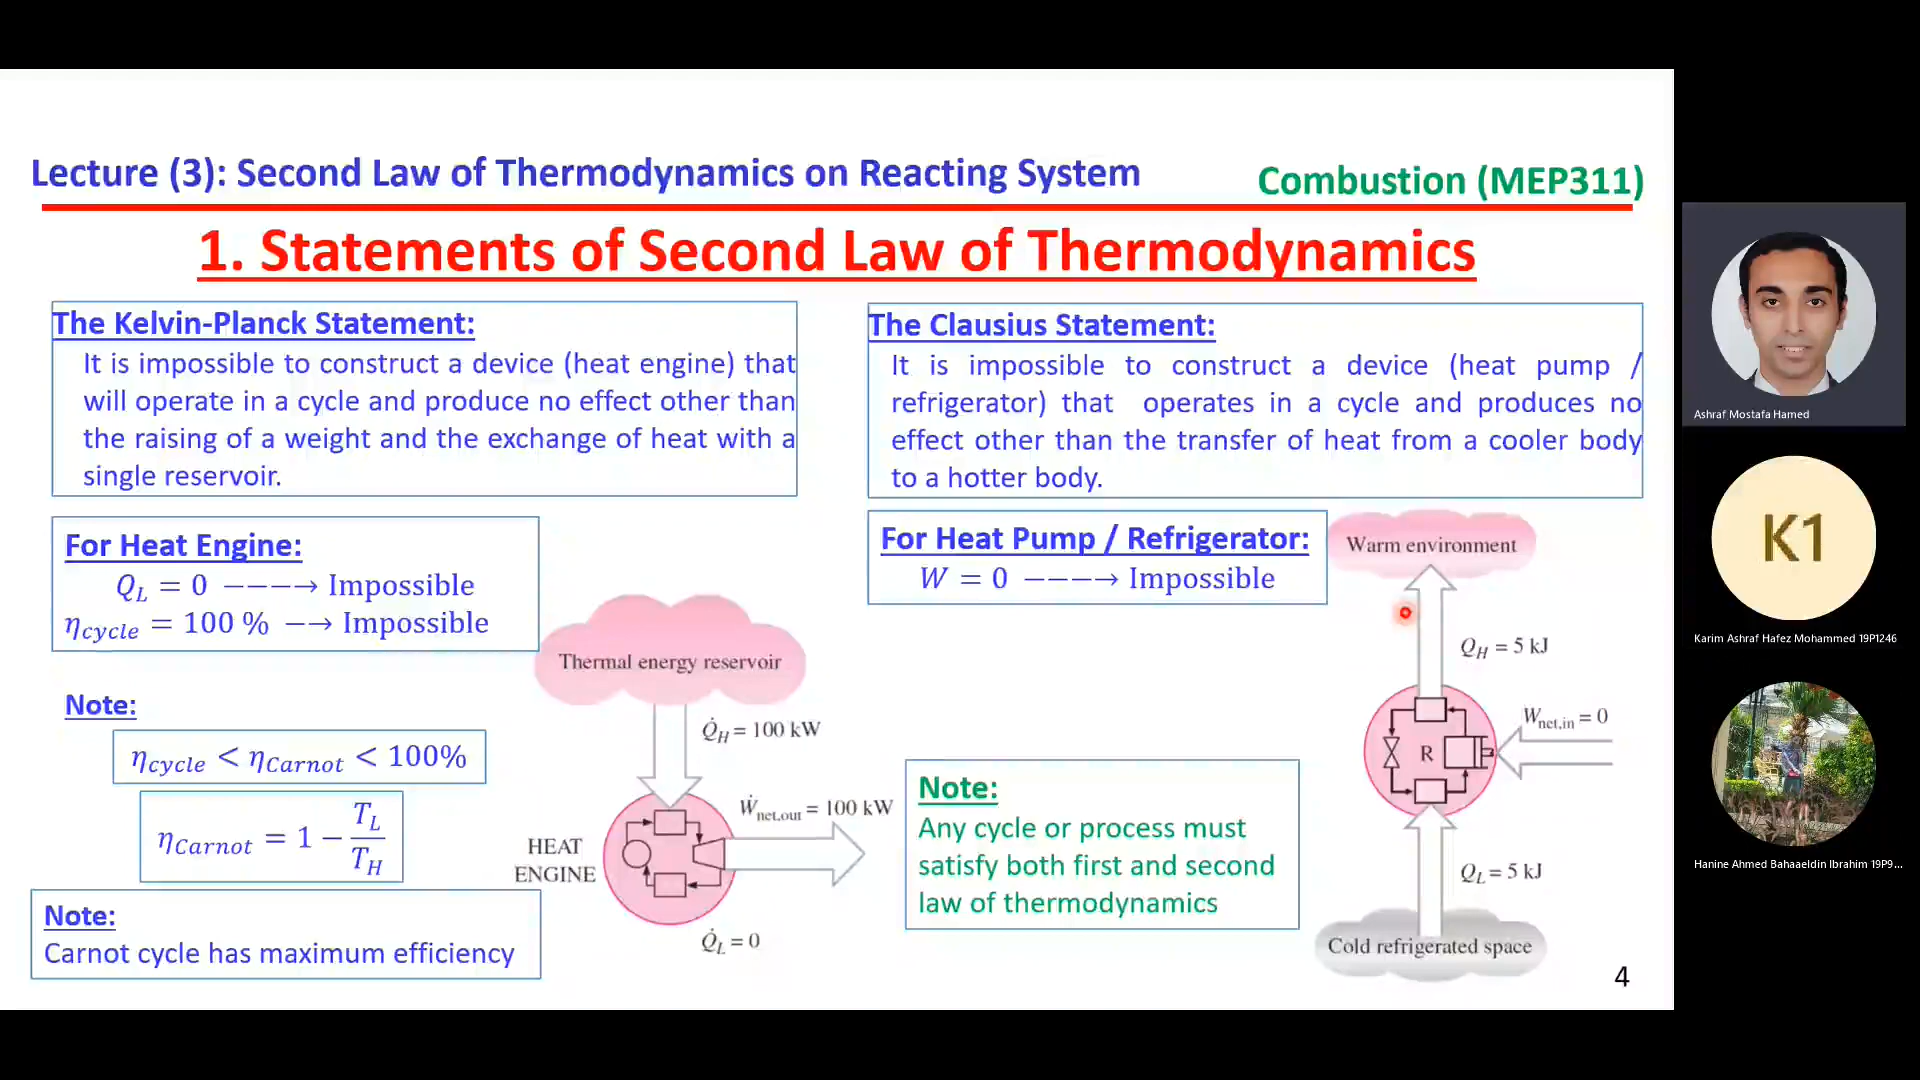 Lecture (3): Second Law of Thermodynamics on Reacting System
Combustion (MEP311)
1. Statements of Second Law of Thermodynamics
The Kelvin-Planck Statement:
It is impossible to construct a device (heat engine) that
will operate in a cycle and produce no effect other than
the raising of a weight and the exchange of heat with a
single reservoir.
For Heat Engine:
Q_L = 0 ----→ Impossible
η_cycle = 100 % -→ Impossible
Note:
η_cycle < η_Carnot < 100%
η_Carnot = 1 − T_L/T_H
Note:
Carnot cycle has maximum efficiency
Thermal energy reservoir
Q̇_H = 100 kW
Ẇ_net,out = 100 kW
HEAT
ENGINE
Q̇_L = 0
The Clausius Statement:
It is impossible to construct a device (heat pump /
refrigerator) that operates in a cycle and produces no
effect other than the transfer of heat from a cooler body
to a hotter body.
For Heat Pump / Refrigerator:
W = 0 ----→ Impossible
Note:
Any cycle or process must
satisfy both first and second
law of thermodynamics
Warm environment
Q_H = 5 kJ
W_net,in = 0
R
Q_L = 5 kJ
Cold refrigerated space
4
Ashraf Mostafa Hamed
K1
Karim Ashraf Hafez Mohammed 19P1246
Hanine Ahmed Bahaaeldin Ibrahim 19P9...